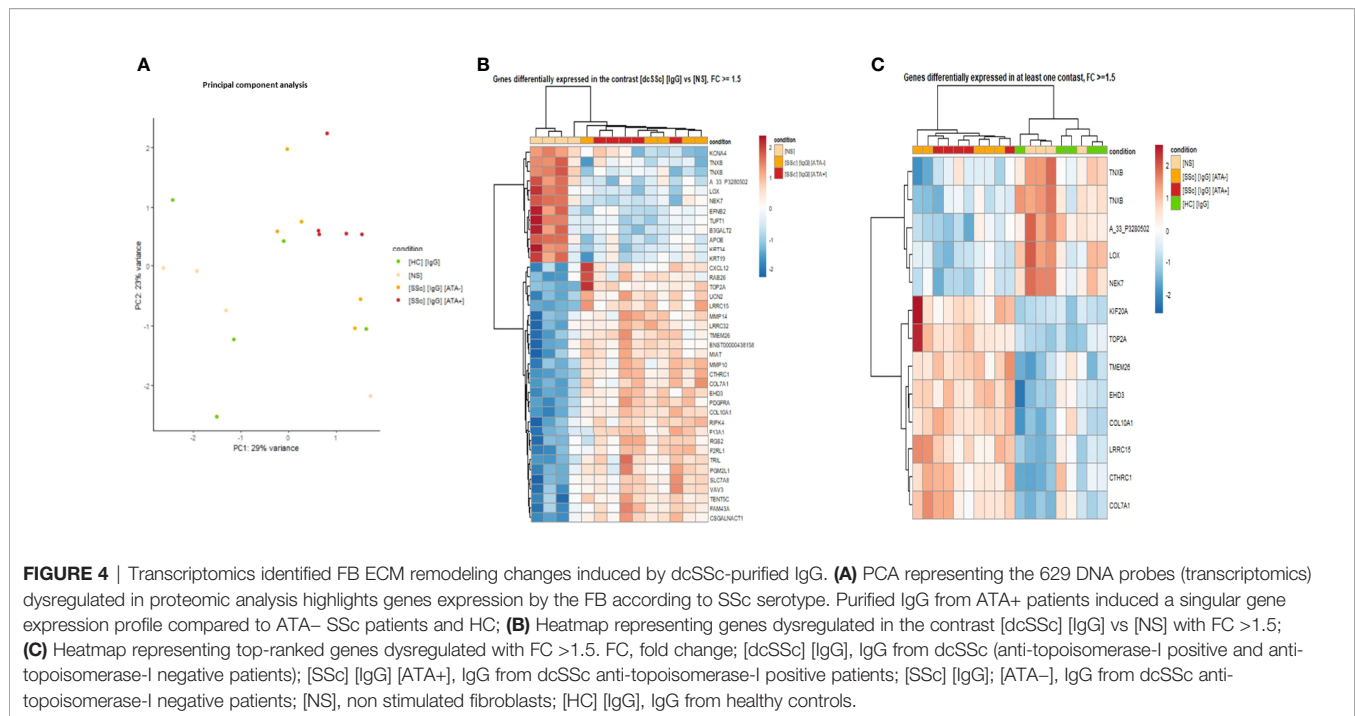 A
Principal component analysis
2
1
0
-1
-2
PC2: 23% variance
-2
-1
0
1
PC1: 29% variance
condition
[HC] [IgG]
[NS]
[SSc] [IgG] [ATA-]
[SSc] [IgG] [ATA+]
B
Genes differentially expressed in the contrast [dcSSc] [IgG] vs [NS], FC >= 1.5
condition
KCNA4
TNXB
TNXB
A_33_P3280502
LOX
NEK7
EFNB2
TUFT1
B3GALT2
APOB
KRT14
KRT19
CXCL12
RAB26
TOP2A
UCN2
LRRC15
MMP14
LRRC32
TMEM26
ENST00000438158
MIAT
MMP10
CTHRC1
COL7A1
EHD3
PDGFRA
COL10A1
RIPK4
F13A1
RGS2
F2RL1
TRIL
PGM2L1
SLC7A8
VAV3
TENT5C
FAM43A
CSGALNACT1
2
1
0
-1
-2
condition
[NS]
[SSc] [IgG] [ATA-]
[SSc] [IgG] [ATA+]
C
Genes differentially expressed in at least one contast, FC >=1.5
condition
TNXB
TNXB
A_33_P3280502
LOX
NEK7
KIF20A
TOP2A
TMEM26
EHD3
COL10A1
LRRC15
CTHRC1
COL7A1
2
1
0
-1
-2
condition
[NS]
[SSc] [IgG] [ATA-]
[SSc] [IgG] [ATA+]
[HC] [IgG]
FIGURE 4 | Transcriptomics identified FB ECM remodeling changes induced by dcSSc-purified IgG. (A) PCA representing the 629 DNA probes (transcriptomics)
dysregulated in proteomic analysis highlights genes expression by the FB according to SSc serotype. Purified IgG from ATA+ patients induced a singular gene
expression profile compared to ATA– SSc patients and HC; (B) Heatmap representing genes dysregulated in the contrast [dcSSc] [IgG] vs [NS] with FC >1.5;
(C) Heatmap representing top-ranked genes dysregulated with FC >1.5. FC, fold change; [dcSSc] [IgG], IgG from dcSSc (anti-topoisomerase-I positive and anti-
topoisomerase-I negative patients); [SSc] [IgG] [ATA+], IgG from dcSSc anti-topoisomerase-I positive patients; [SSc] [IgG]; [ATA–], IgG from dcSSc anti-
topoisomerase-I negative patients; [NS], non stimulated fibroblasts; [HC] [IgG], IgG from healthy controls.